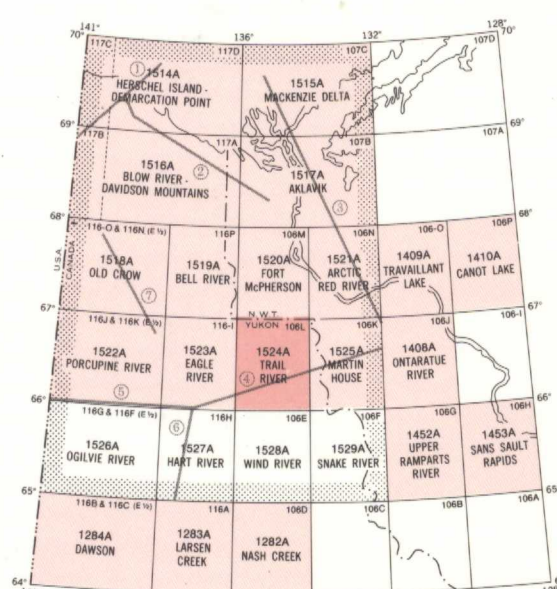 141°
136°
132°
128°
70°
70°
117C
117D
107C
107D
①
1514A
HERSCHEL ISLAND-
DEMARCATION POINT
1515A
MACKENZIE DELTA
69°
69°
117B
117A
107B
107A
1516A
BLOW RIVER-
DAVIDSON MOUNTAINS
②
1517A
AKLAVIK
③
68°
68°
116-O & 116N (E½)
116P
106M
106N
106-O
106P
U.S.A.
CANADA
1518A
OLD CROW
1519A
BELL RIVER
1520A
FORT
McPHERSON
1521A
ARCTIC
RED RIVER
1409A
TRAVAILLANT
LAKE
1410A
CANOT LAKE
⑦
67°
67°
N.W.T.
YUKON
116J & 116K (E½)
116-I
106L
106K
106J
106-I
1522A
PORCUPINE RIVER
1523A
EAGLE
RIVER
1524A
TRAIL
RIVER
④
1525A
MARTIN
HOUSE
1408A
ONTARATUE
RIVER
⑤
66°
66°
116G & 116F (E½)
116H
106E
106F
106G
106H
⑥
1526A
OGILVIE RIVER
1527A
HART RIVER
1528A
WIND RIVER
1529A
SNAKE RIVER
1452A
UPPER
RAMPARTS
RIVER
1453A
SANS SAULT
RAPIDS
65°
116B & 116C (E½)
116A
106D
106C
106B
106A
1284A
DAWSON
1283A
LARSEN
CREEK
1282A
NASH CREEK
64°